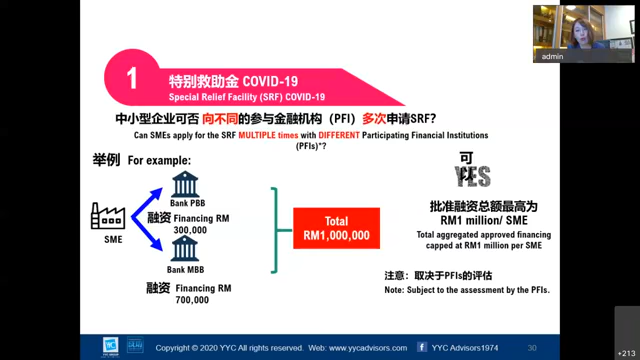 1
特别救助金 COVID-19
Special Relief Facility (SRF) COVID-19
中小型企业可否 向不同的参与金融机构（PFI）多次申请SRF？
Can SMEs apply for the SRF MULTIPLE times with DIFFERENT Participating Financial Institutions
(PFIs)*?
举例 For example:
可以
YES
Bank PBB
融资 Financing RM
300,000
SME
Total
RM1,000,000
Bank MBB
融资 Financing RM
700,000
批准融资总额最高为
RM1 million/ SME
Total aggregated approved financing
capped at RM1 million per SME
注意：取决于PFIs的评估
Note: Subject to the assessment by the PFIs.
Copyright © 2020 YYC All rights reserved. Web: www.yycadvisors.com f YYC Advisors1974 30
admin
+213